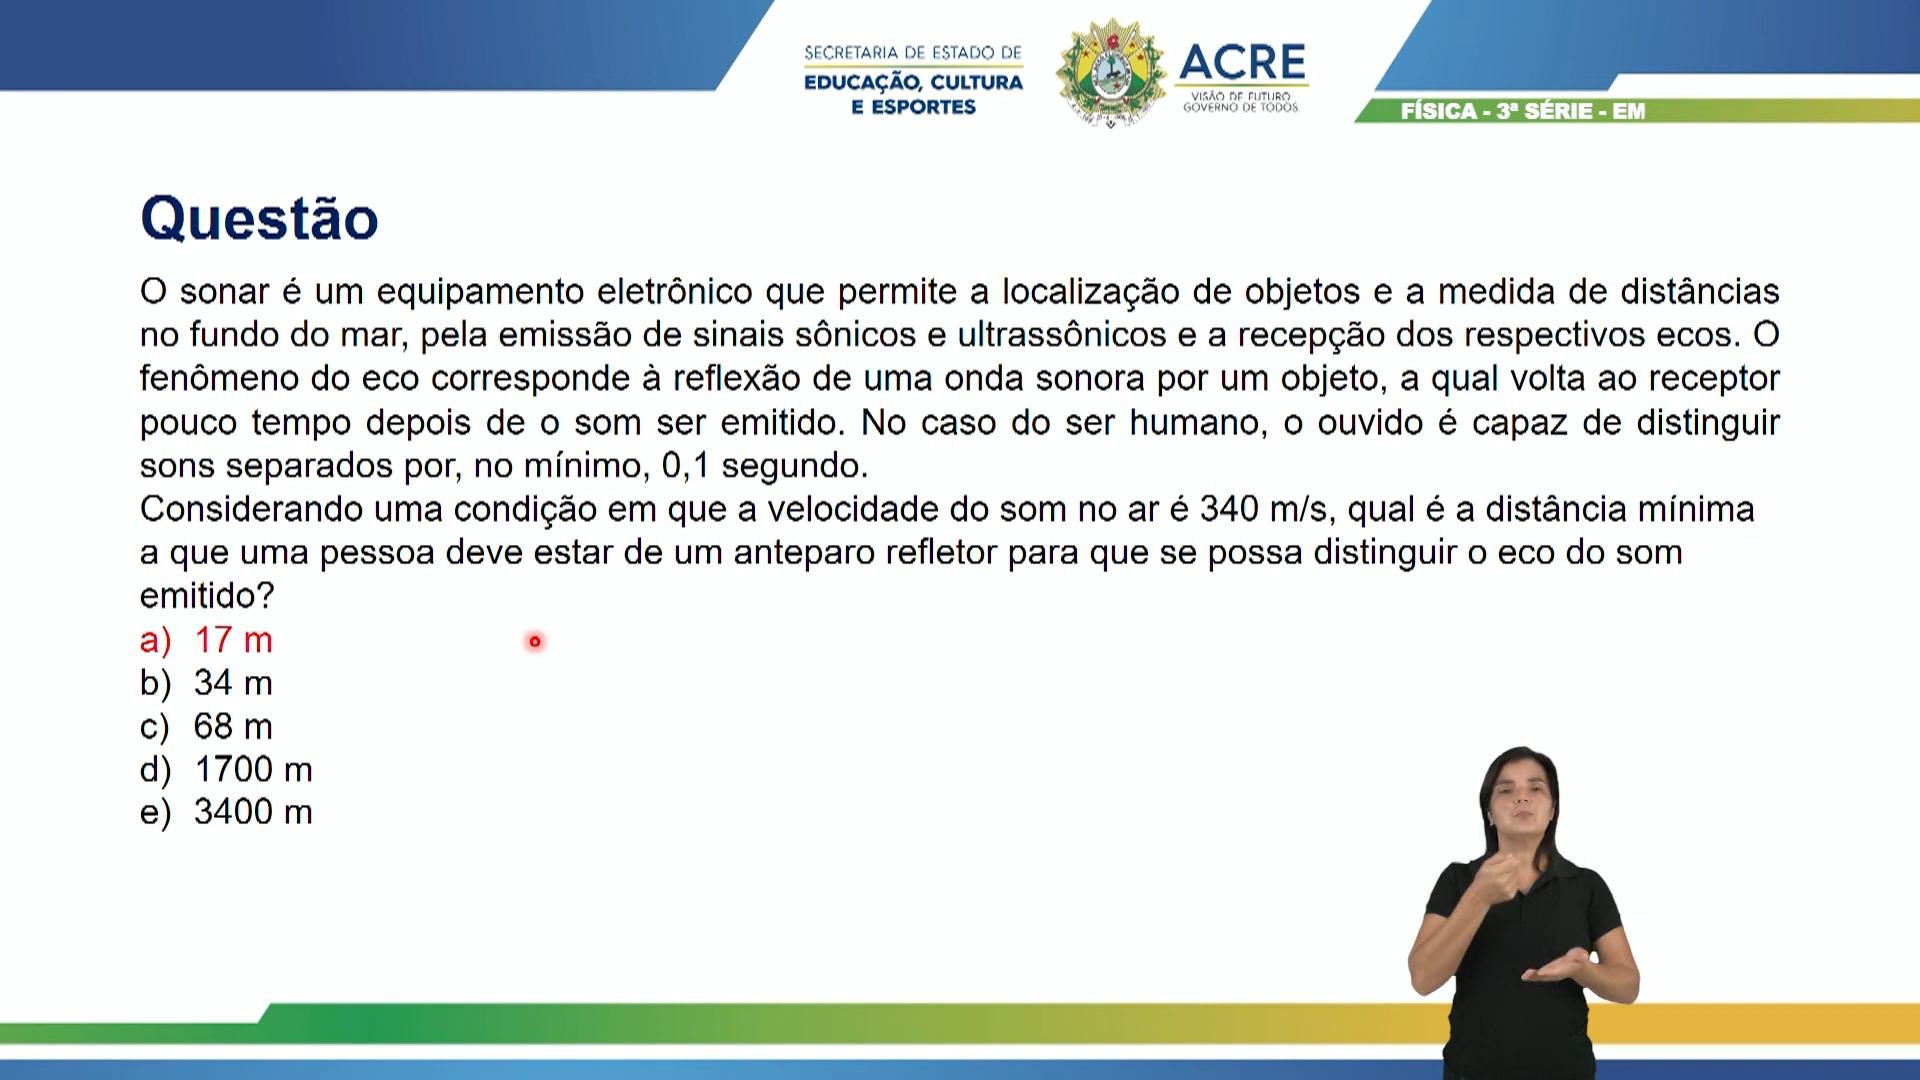 SECRETARIA DE ESTADO DE
EDUCAÇÃO, CULTURA
E ESPORTES
ACRE
VISÃO DE FUTURO
GOVERNO DE TODOS.
FÍSICA - 3ª SÉRIE - EM
Questão
O sonar é um equipamento eletrônico que permite a localização de objetos e a medida de distâncias
no fundo do mar, pela emissão de sinais sônicos e ultrassônicos e a recepção dos respectivos ecos. O
fenômeno do eco corresponde à reflexão de uma onda sonora por um objeto, a qual volta ao receptor
pouco tempo depois de o som ser emitido. No caso do ser humano, o ouvido é capaz de distinguir
sons separados por, no mínimo, 0,1 segundo.
Considerando uma condição em que a velocidade do som no ar é 340 m/s, qual é a distância mínima
a que uma pessoa deve estar de um anteparo refletor para que se possa distinguir o eco do som
emitido?
a) 17 m
b) 34 m
c) 68 m
d) 1700 m
e) 3400 m